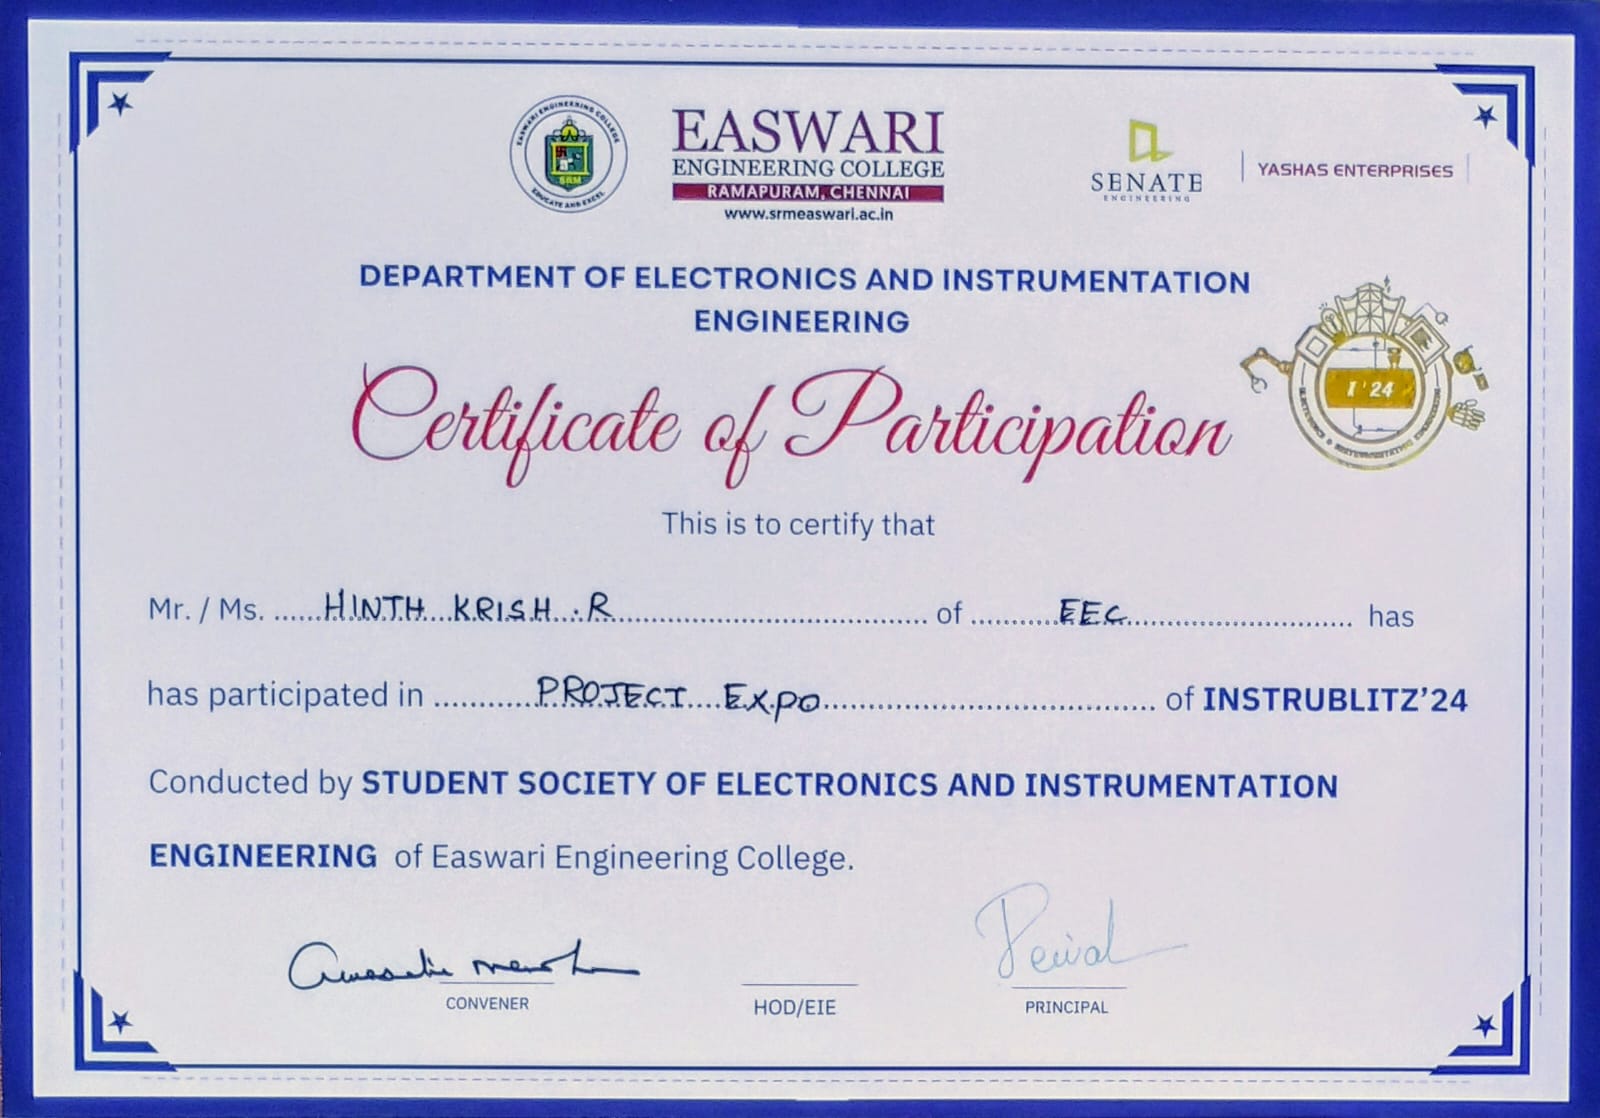 EASWARI ENGINEERING COLLEGE
SRM
EDUCATE AND EXCEL
EASWARI
ENGINEERING COLLEGE
RAMAPURAM, CHENNAI
www.srmeaswari.ac.in
SENATE
ENGINEERING
YASHAS ENTERPRISES
DEPARTMENT OF ELECTRONICS AND INSTRUMENTATION
ENGINEERING
I'24
Certificate of Participation
This is to certify that
Mr. / Ms. ......HINTH KRISH .R...... of ......EEC...... has
has participated in ......PROJECT EXPO...... of INSTRUBLITZ'24
Conducted by STUDENT SOCIETY OF ELECTRONICS AND INSTRUMENTATION
ENGINEERING of Easwari Engineering College.
CONVENER
HOD/EIE
PRINCIPAL